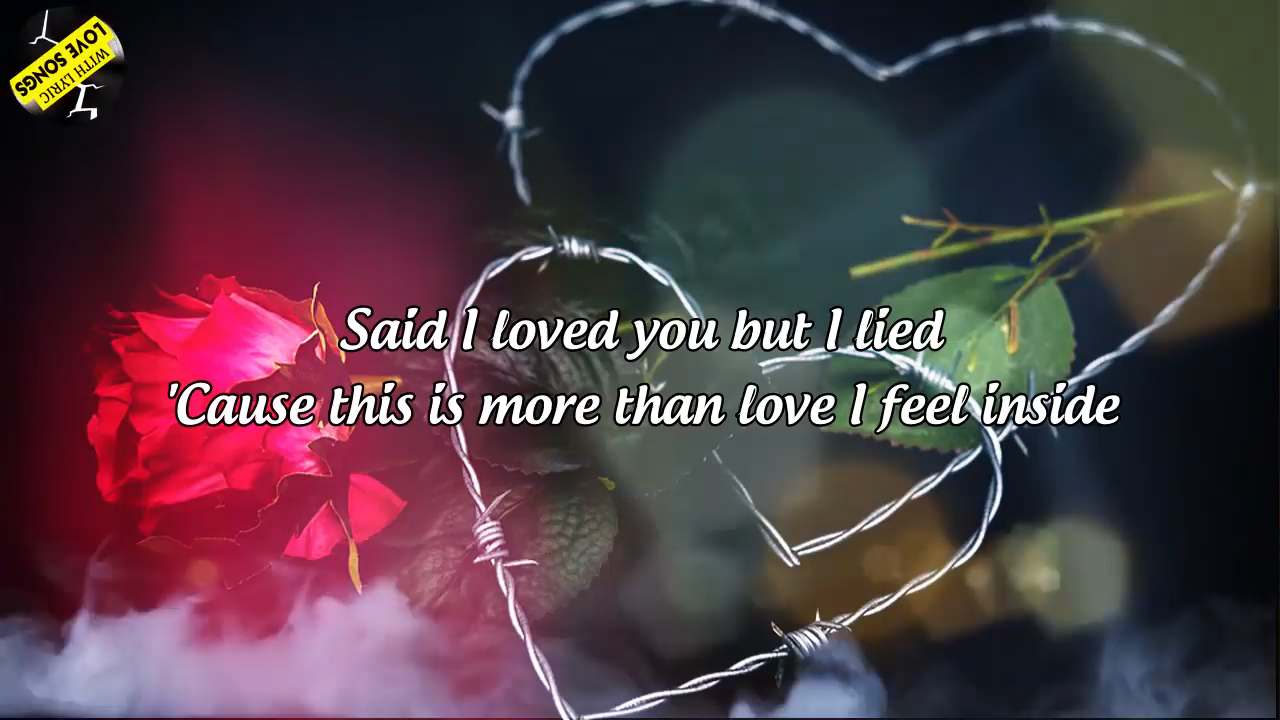 LOVE SONGS
WITH LYRIC
Said I loved you but I lied
'Cause this is more than love I feel inside